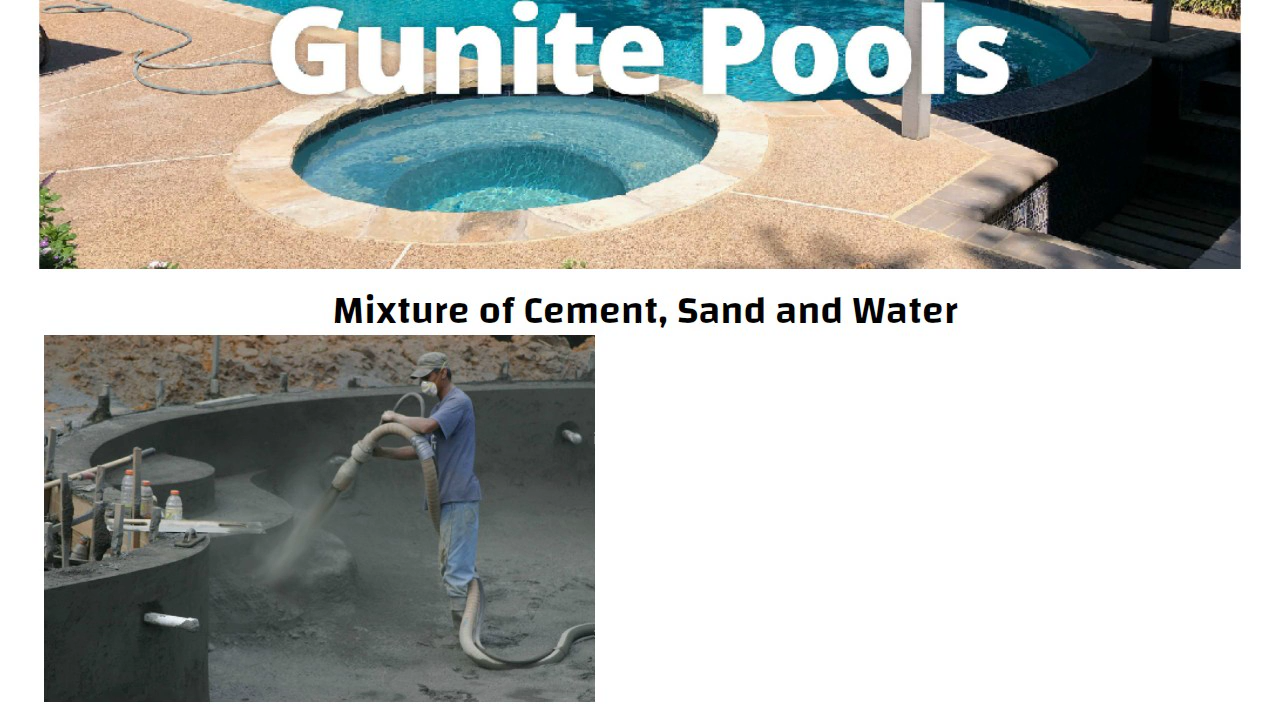 Gunite Pools
Mixture of Cement, Sand and Water